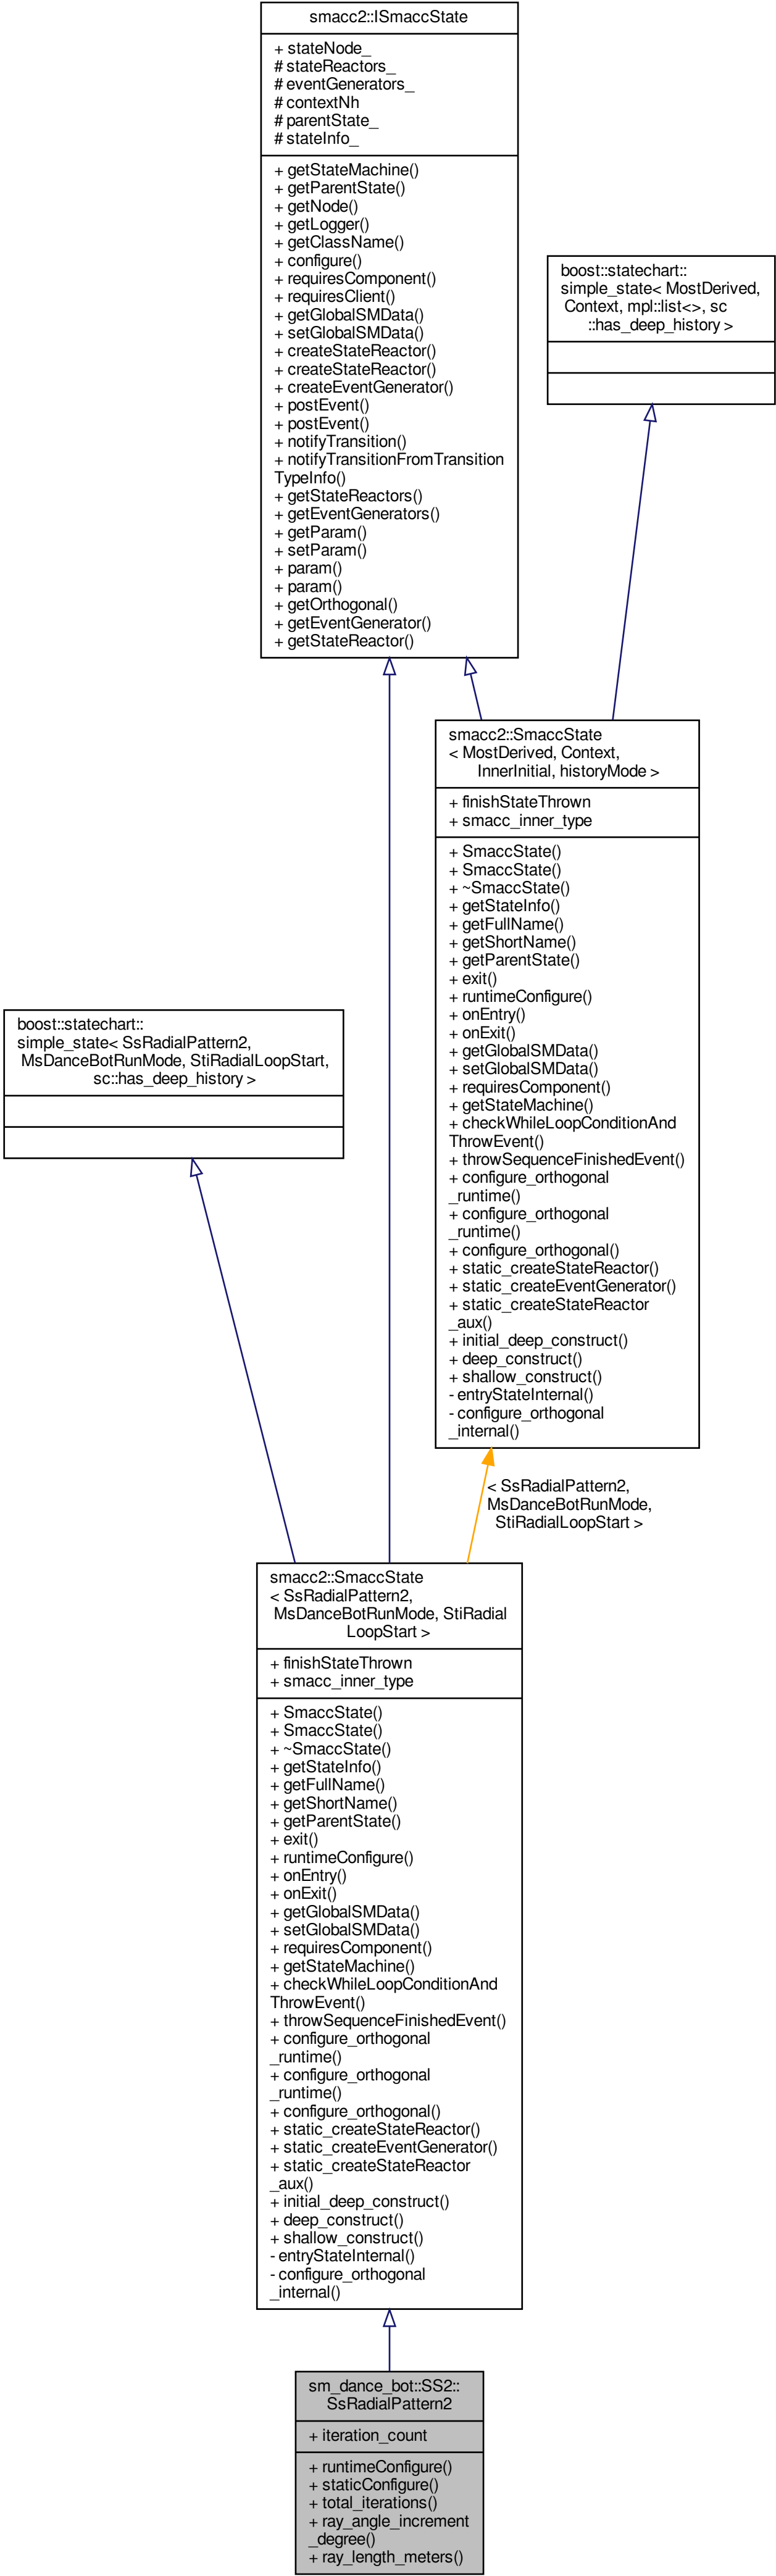 smacc2::ISmaccState
+ stateNode_
# stateReactors_
# eventGenerators_
# contextNh
# parentState_
# stateInfo_
+ getStateMachine()
+ getParentState()
+ getNode()
+ getLogger()
+ getClassName()
+ configure()
+ requiresComponent()
+ requiresClient()
+ getGlobalSMData()
+ setGlobalSMData()
+ createStateReactor()
+ createStateReactor()
+ createEventGenerator()
+ postEvent()
+ postEvent()
+ notifyTransition()
+ notifyTransitionFromTransition
TypeInfo()
+ getStateReactors()
+ getEventGenerators()
+ getParam()
+ setParam()
+ param()
+ param()
+ getOrthogonal()
+ getEventGenerator()
+ getStateReactor()
boost::statechart::
simple_state< MostDerived,
Context, mpl::list<>, sc
::has_deep_history >
smacc2::SmaccState
< MostDerived, Context,
InnerInitial, historyMode >
+ finishStateThrown
+ smacc_inner_type
+ SmaccState()
+ SmaccState()
+ ~SmaccState()
+ getStateInfo()
+ getFullName()
+ getShortName()
+ getParentState()
+ exit()
+ runtimeConfigure()
+ onEntry()
+ onExit()
+ getGlobalSMData()
+ setGlobalSMData()
+ requiresComponent()
+ getStateMachine()
+ checkWhileLoopConditionAnd
ThrowEvent()
+ throwSequenceFinishedEvent()
+ configure_orthogonal
_runtime()
+ configure_orthogonal
_runtime()
+ configure_orthogonal()
+ static_createStateReactor()
+ static_createEventGenerator()
+ static_createStateReactor
_aux()
+ initial_deep_construct()
+ deep_construct()
+ shallow_construct()
- entryStateInternal()
- configure_orthogonal
_internal()
boost::statechart::
simple_state< SsRadialPattern2,
MsDanceBotRunMode, StiRadialLoopStart,
sc::has_deep_history >
< SsRadialPattern2,
MsDanceBotRunMode,
StiRadialLoopStart >
smacc2::SmaccState
< SsRadialPattern2,
MsDanceBotRunMode, StiRadial
LoopStart >
+ finishStateThrown
+ smacc_inner_type
+ SmaccState()
+ SmaccState()
+ ~SmaccState()
+ getStateInfo()
+ getFullName()
+ getShortName()
+ getParentState()
+ exit()
+ runtimeConfigure()
+ onEntry()
+ onExit()
+ getGlobalSMData()
+ setGlobalSMData()
+ requiresComponent()
+ getStateMachine()
+ checkWhileLoopConditionAnd
ThrowEvent()
+ throwSequenceFinishedEvent()
+ configure_orthogonal
_runtime()
+ configure_orthogonal
_runtime()
+ configure_orthogonal()
+ static_createStateReactor()
+ static_createEventGenerator()
+ static_createStateReactor
_aux()
+ initial_deep_construct()
+ deep_construct()
+ shallow_construct()
- entryStateInternal()
- configure_orthogonal
_internal()
sm_dance_bot::SS2::
SsRadialPattern2
+ iteration_count
+ runtimeConfigure()
+ staticConfigure()
+ total_iterations()
+ ray_angle_increment
_degree()
+ ray_length_meters()